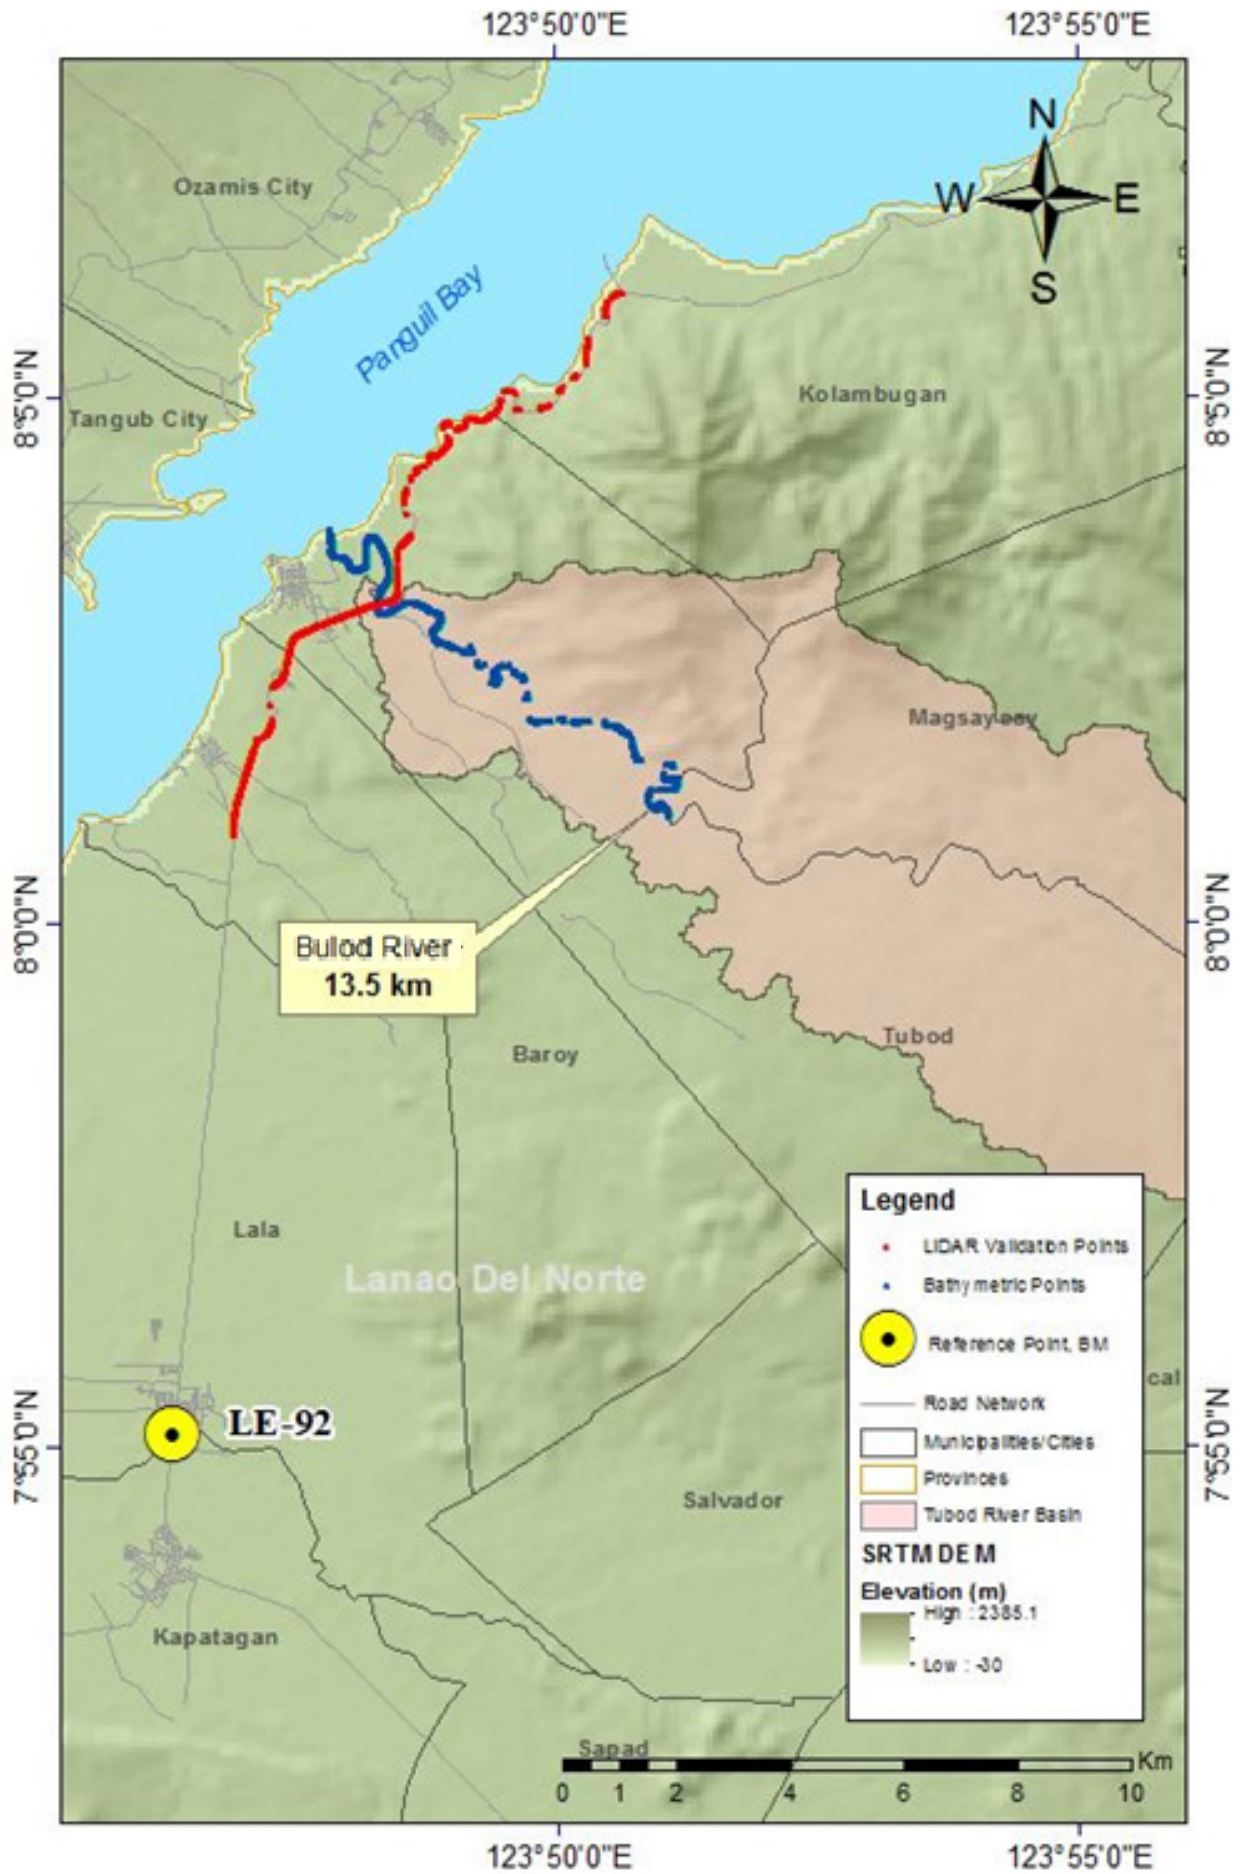 123°50'0"E
123°55'0"E
N
W
E
S
Ozamis City
Panguil Bay
8°5'0"N
8°5'0"N
Kolambugan
Tangub City
Magsaysay
8°0'0"N
8°0'0"N
Bulod River
13.5 km
Tubod
Baroy
Lala
Lanao Del Norte
LE-92
7°55'0"N
7°55'0"N
Salvador
Kapatagan
Sapad
cal
Legend
LIDAR Validation Points
Bathymetric Points
Reference Point, BM
Road Network
Municipalities/Cities
Provinces
Tubod River Basin
SRTM DEM
Elevation (m)
High : 2385.1
Low : -30
Km
0 1 2 4 6 8 10
123°50'0"E
123°55'0"E